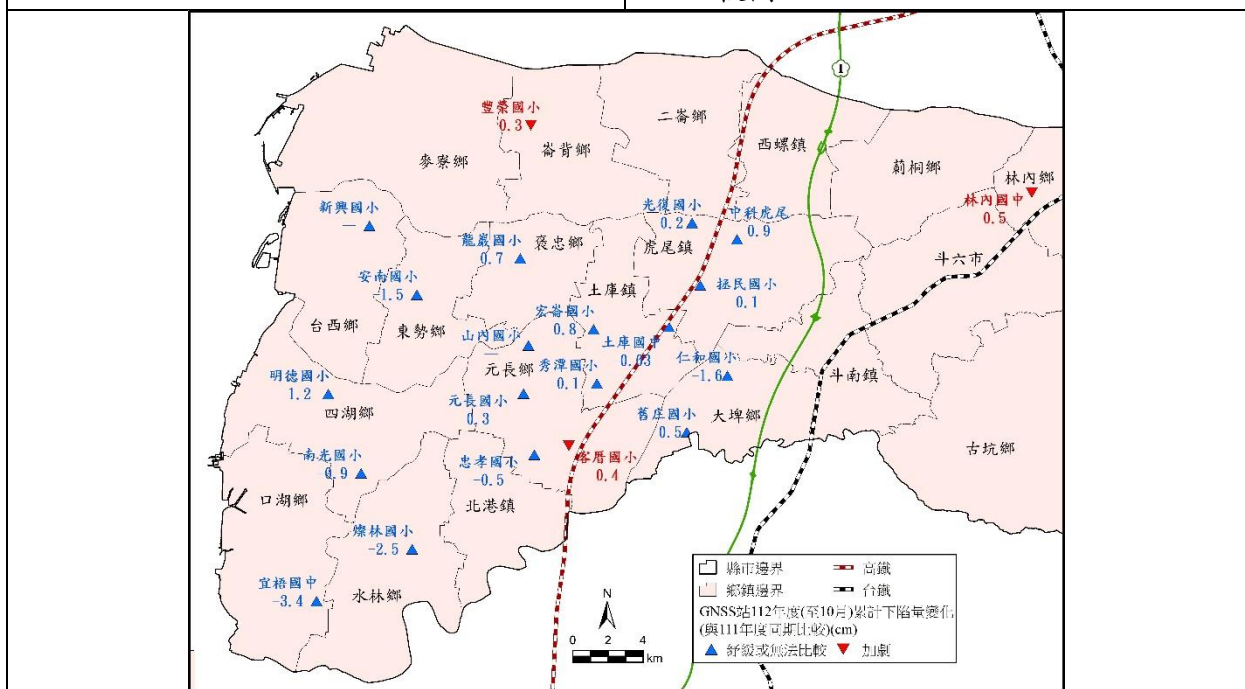 1
豐榮國小
0.3
二崙鄉
崙背鄉
西螺鎮
麥寮鄉
莿桐鄉
林內鄉
林內國中
0.5
新興國小
—
光復國小
0.2
中科虎尾
0.9
龍巖國小
0.7
褒忠鄉
虎尾鎮
斗六市
安南國小
-1.5
土庫鎮
拯民國小
0.1
台西鄉
東勢鄉
宏崙國小
0.8
山內國小
—
土庫國中
0.03
仁和國小
-1.6
元長鄉
秀潭國小
0.1
斗南鎮
明德國小
1.2
四湖鄉
元長國小
0.3
舊庄國小
0.5
大埤鄉
古坑鄉
南光國小
0.9
忠孝國小
-0.5
客厝國小
0.4
口湖鄉
北港鎮
燦林國小
-2.5
宜梧國中
-3.4
水林鄉
N
0 2 4
km
縣市邊界 高鐵
鄉鎮邊界 台鐵
GNSS站112年度(至10月)累計下陷量變化
(與111年度同期比較)(cm)
紓緩或無法比較 加劇